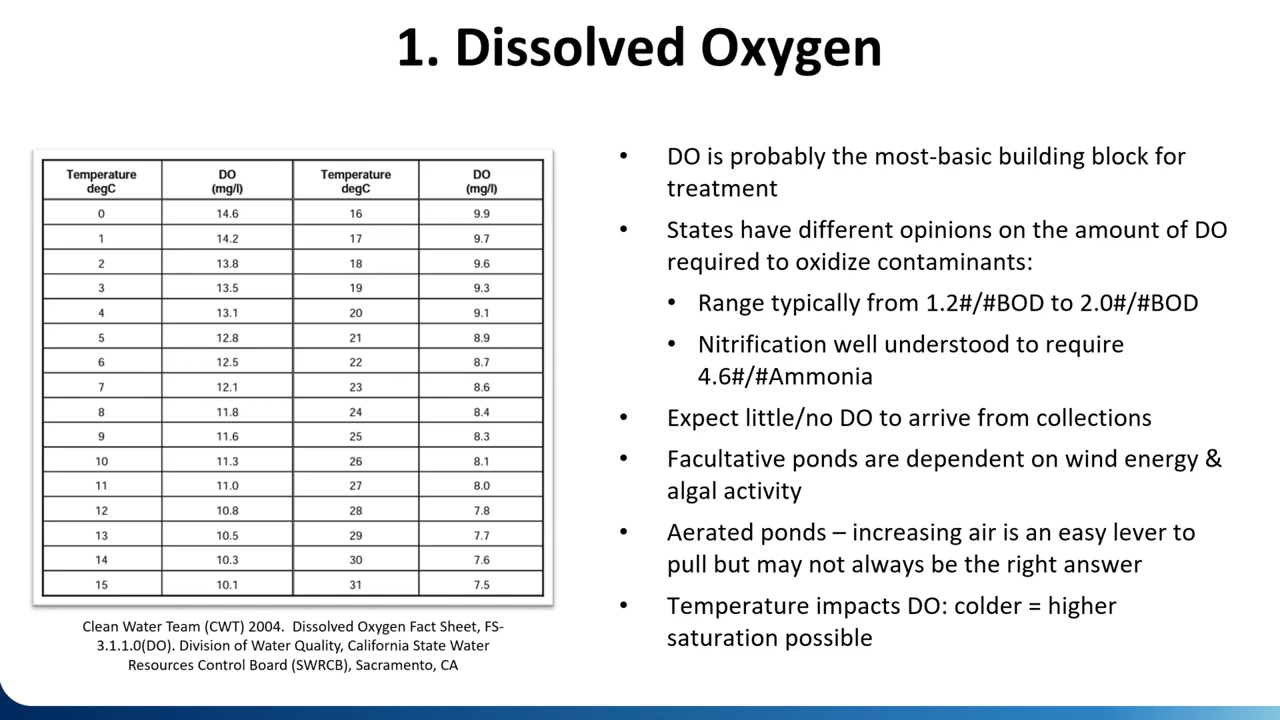 1. Dissolved Oxygen
Temperature degC DO (mg/l) Temperature degC DO (mg/l)
0 14.6 16 9.9
1 14.2 17 9.7
2 13.8 18 9.6
3 13.5 19 9.3
4 13.1 20 9.1
5 12.8 21 8.9
6 12.5 22 8.7
7 12.1 23 8.6
8 11.8 24 8.4
9 11.6 25 8.3
10 11.3 26 8.1
11 11.0 27 8.0
12 10.8 28 7.8
13 10.5 29 7.7
14 10.3 30 7.6
15 10.1 31 7.5
Clean Water Team (CWT) 2004. Dissolved Oxygen Fact Sheet, FS-
3.1.1.0(DO). Division of Water Quality, California State Water
Resources Control Board (SWRCB), Sacramento, CA
• DO is probably the most-basic building block for
treatment
• States have different opinions on the amount of DO
required to oxidize contaminants:
• Range typically from 1.2#/#BOD to 2.0#/#BOD
• Nitrification well understood to require
4.6#/#Ammonia
• Expect little/no DO to arrive from collections
• Facultative ponds are dependent on wind energy &
algal activity
• Aerated ponds – increasing air is an easy lever to
pull but may not always be the right answer
• Temperature impacts DO: colder = higher
saturation possible